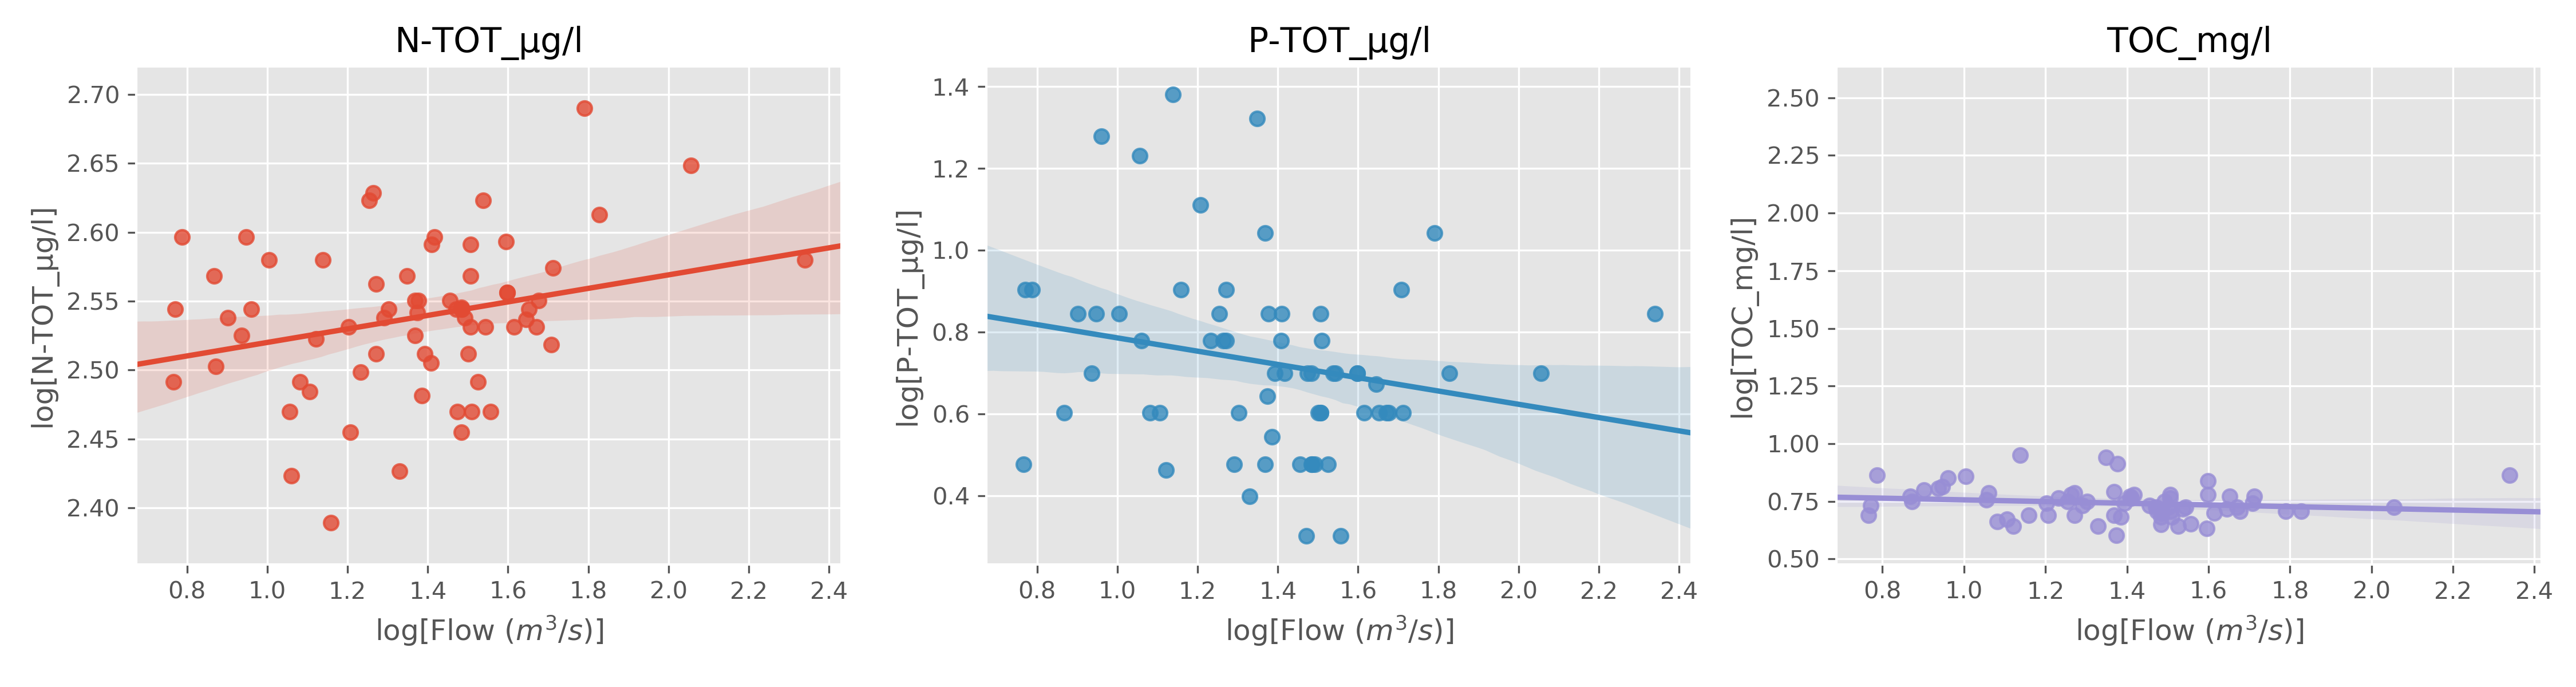 N-TOT_µg/l
log[N-TOT_µg/l]
2.70
2.65
2.60
2.55
2.50
2.45
2.40
0.8 1.0 1.2 1.4 1.6 1.8 2.0 2.2 2.4
log[Flow (m³/s)]
P-TOT_µg/l
log[P-TOT_µg/l]
1.4
1.2
1.0
0.8
0.6
0.4
0.8 1.0 1.2 1.4 1.6 1.8 2.0 2.2 2.4
log[Flow (m³/s)]
TOC_mg/l
log[TOC_mg/l]
2.50
2.25
2.00
1.75
1.50
1.25
1.00
0.75
0.50
0.8 1.0 1.2 1.4 1.6 1.8 2.0 2.2 2.4
log[Flow (m³/s)]